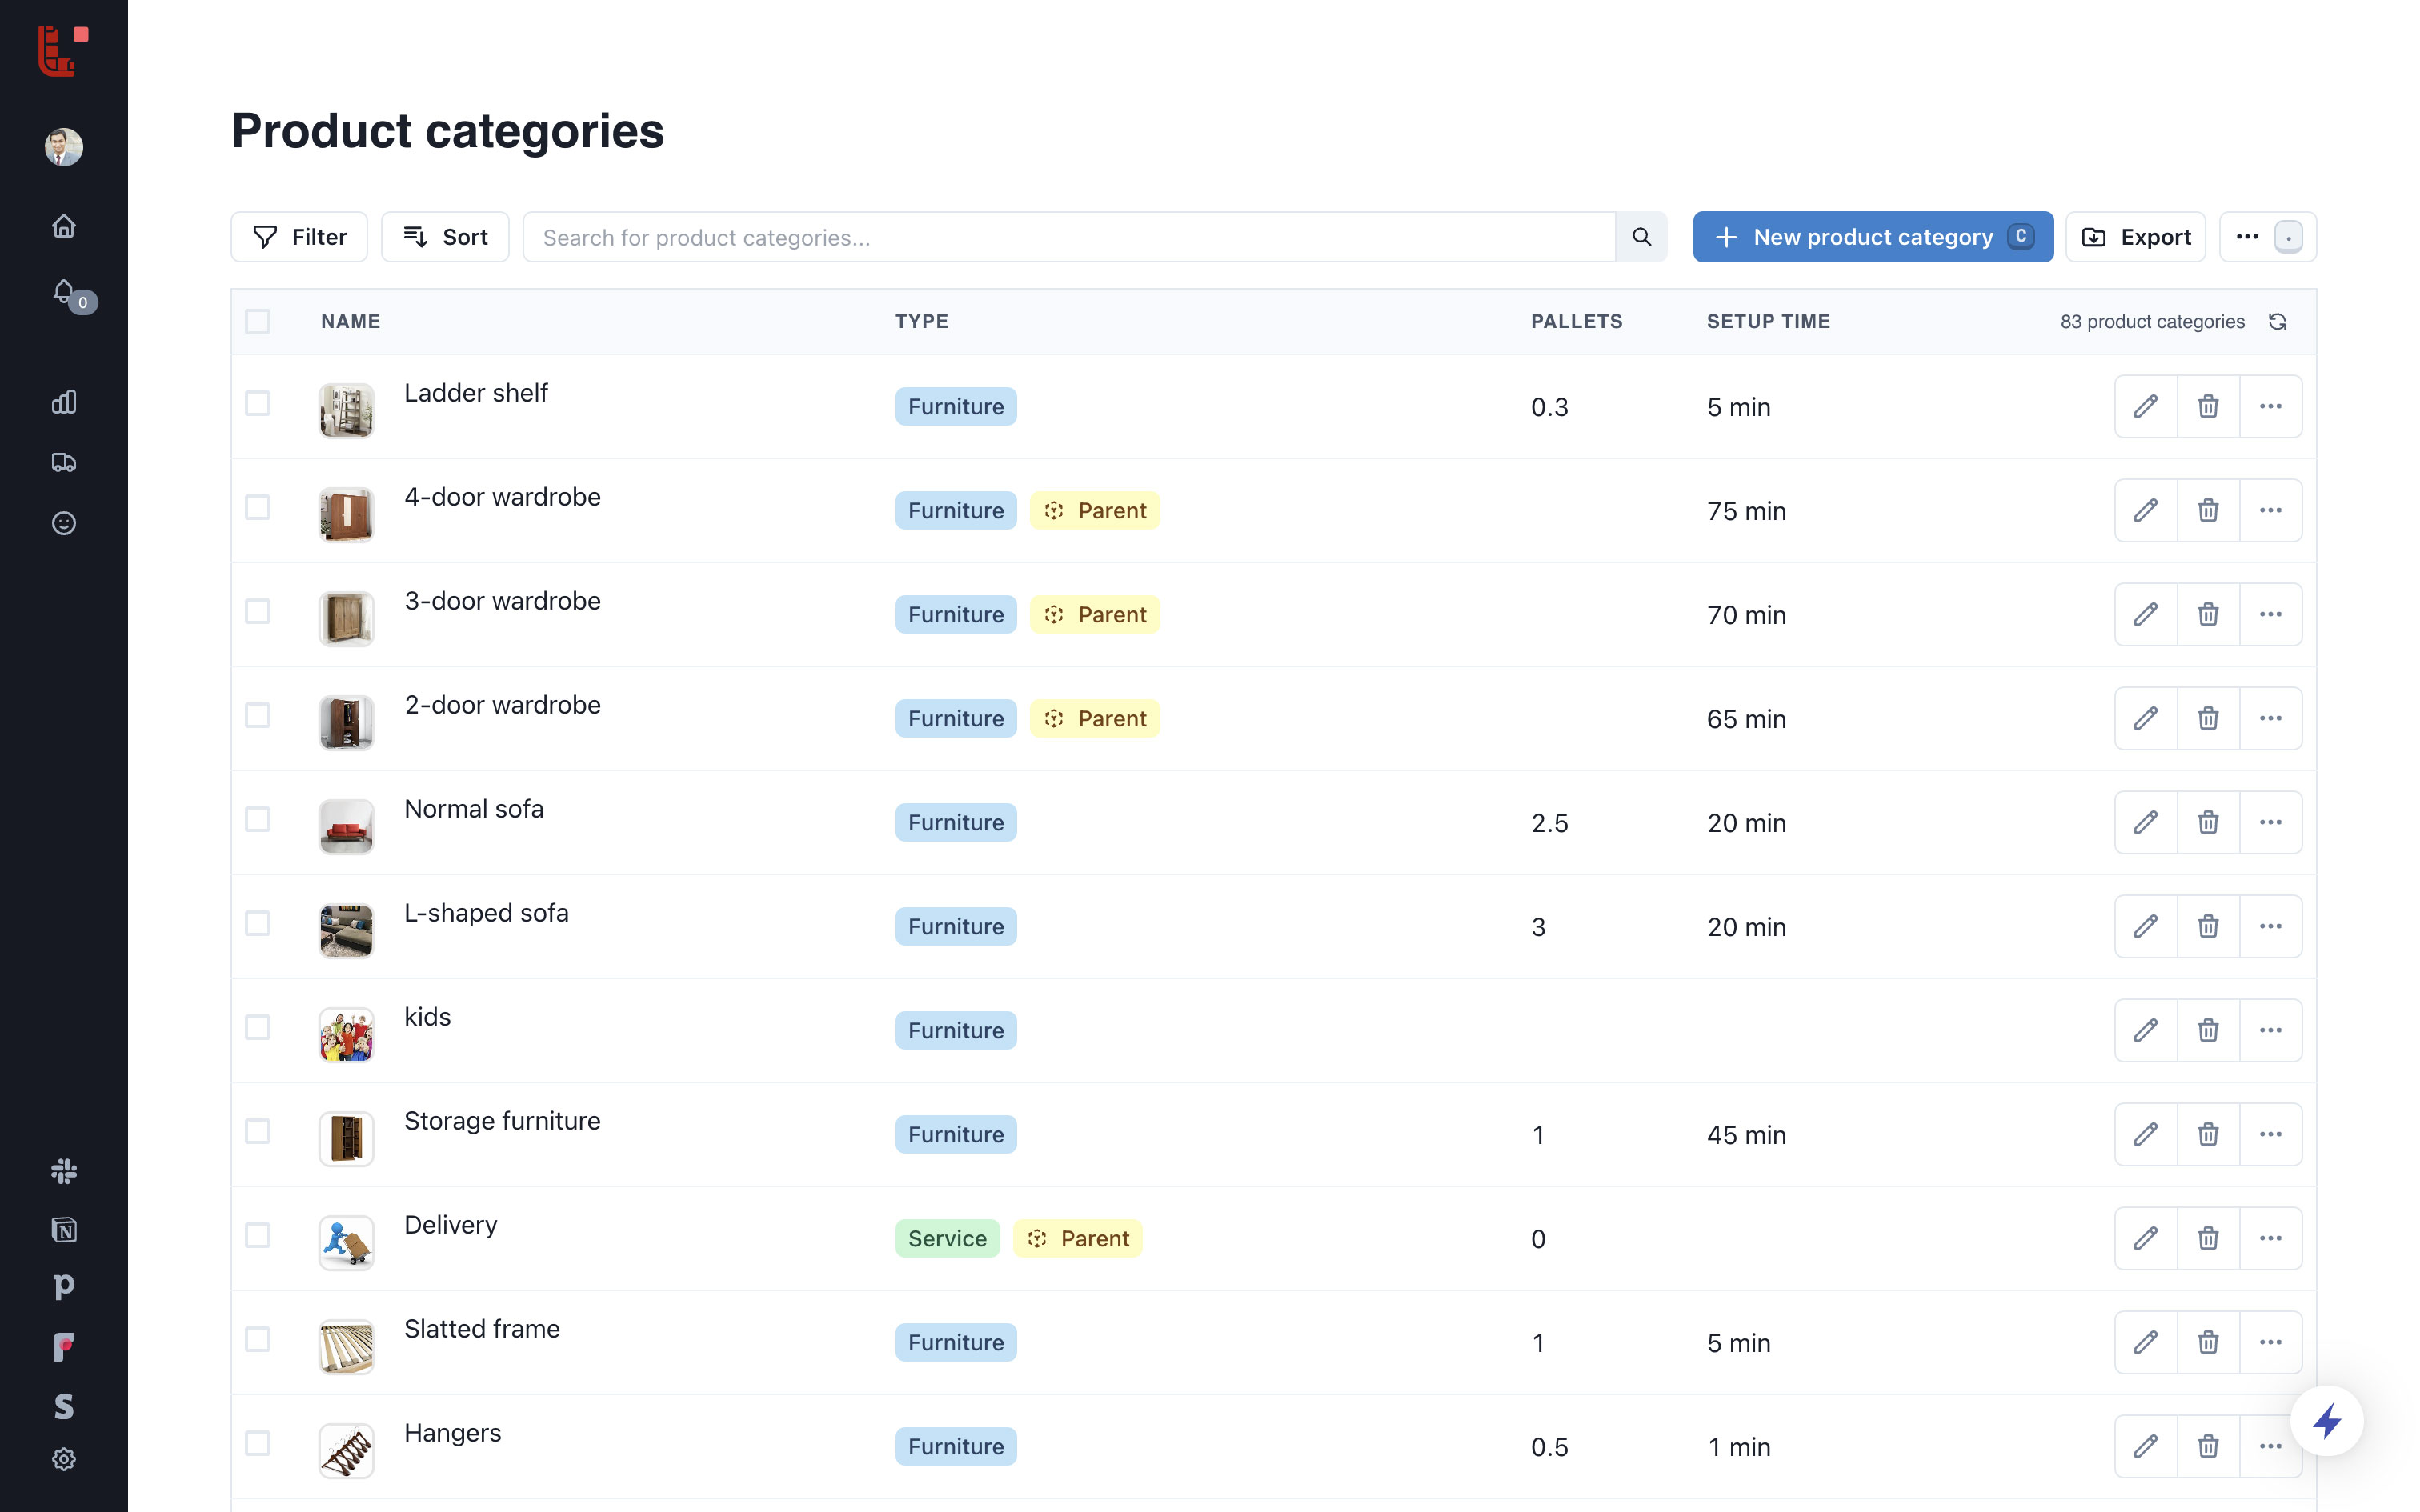 Product categories
Filter
Sort
Search for product categories...
New product category C
Export
.
0
NAME TYPE PALLETS SETUP TIME 83 product categories
Ladder shelf Furniture 0.3 5 min
4-door wardrobe Furniture Parent 75 min
3-door wardrobe Furniture Parent 70 min
2-door wardrobe Furniture Parent 65 min
Normal sofa Furniture 2.5 20 min
L-shaped sofa Furniture 3 20 min
kids Furniture
Storage furniture Furniture 1 45 min
Delivery Service Parent 0
Slatted frame Furniture 1 5 min
Hangers Furniture 0.5 1 min
N
p
F
S